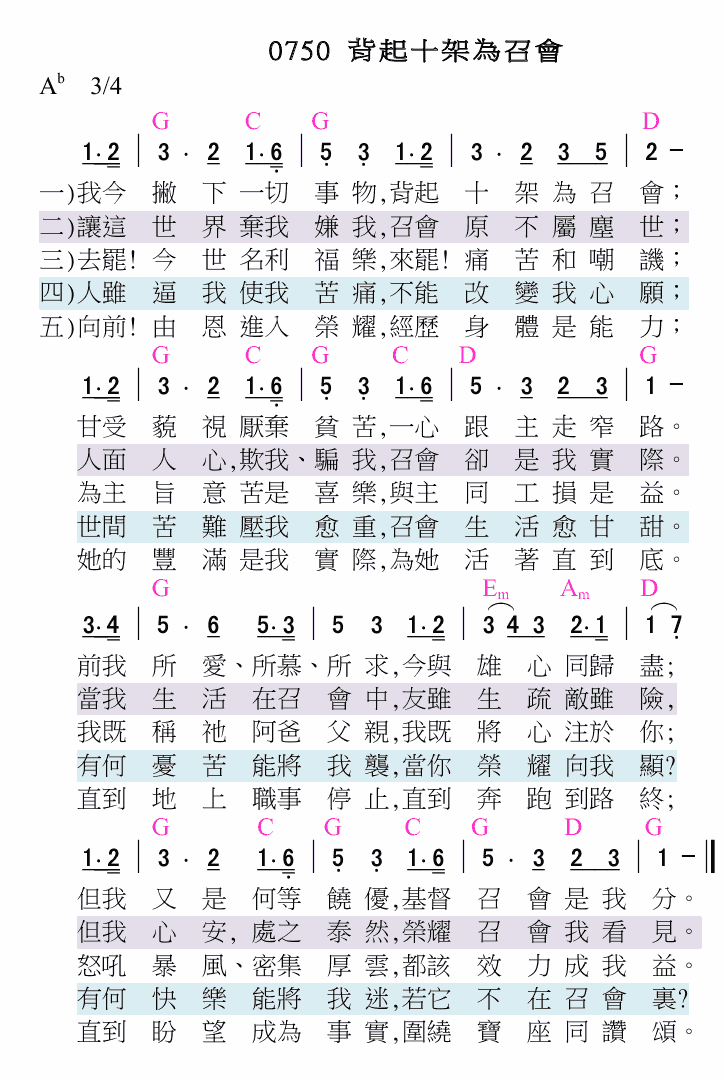 0750 背起十架為召會
A♭ 3/4
G C G D
1·2 | 3 · 2 1·6 | 5 3 1·2 | 3 · 2 3 5 | 2 －
一)我今 撇 下 一切 事 物,背起 十 架 為 召 會；
二)讓這 世 界 棄我 嫌 我,召會 原 不 屬 塵 世；
三)去罷! 今 世 名利 福 樂,來罷! 痛 苦 和 嘲 譏；
四)人雖 逼 我 使我 苦 痛,不能 改 變 我 心 願；
五)向前! 由 恩 進入 榮 耀,經歷 身 體 是 能 力；
G C G C D G
1·2 | 3 · 2 1·6 | 5 3 1·6 | 5 · 3 2 3 | 1 －
甘受 藐 視 厭棄 貧 苦,一心 跟 主 走 窄 路。
人面 人 心,欺我、騙 我,召會 卻 是 我 實 際。
為主 旨 意 苦是 喜 樂,與主 同 工 損 是 益。
世間 苦 難 壓我 愈 重,召會 生 活 愈 甘 甜。
她的 豐 滿 是我 實 際,為她 活 著 直 到 底。
G Em Am D
3·4 | 5 · 6 5·3 | 5 3 1·2 | 3 4 3 2·1 | 1 7
前我 所 愛、所慕、所 求,今與 雄 心 同歸 盡;
當我 生 活 在召 會 中,友雖 生 疏 敵雖 險,
我既 稱 祂 阿爸 父 親,我既 將 心 注於 你;
有何 憂 苦 能將 我 襲,當你 榮 耀 向我 顯?
直到 地 上 職事 停 止,直到 奔 跑 到路 終;
G C G C G D G
1·2 | 3 · 2 1·6 | 5 3 1·6 | 5 · 3 2 3 | 1 － ‖
但我 又 是 何等 饒 優,基督 召 會 是 我 分。
但我 心 安, 處之 泰 然,榮耀 召 會 我 看 見。
怒吼 暴 風、密集 厚 雲,都該 效 力 成 我 益。
有何 快 樂 能將 我 迷,若它 不 在 召 會 裏?
直到 盼 望 成為 事 實,圍繞 寶 座 同 讚 頌。